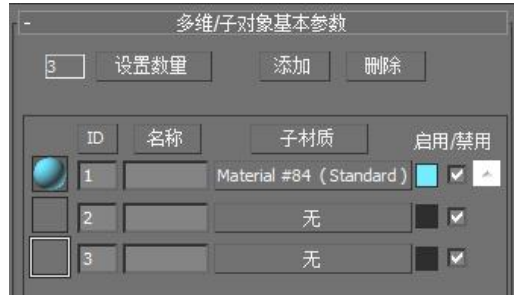 - 多维/子对象基本参数
3 设置数量 添加 删除
ID 名称 子材质 启用/禁用
1 Material #84 ( Standard )
2 无
3 无